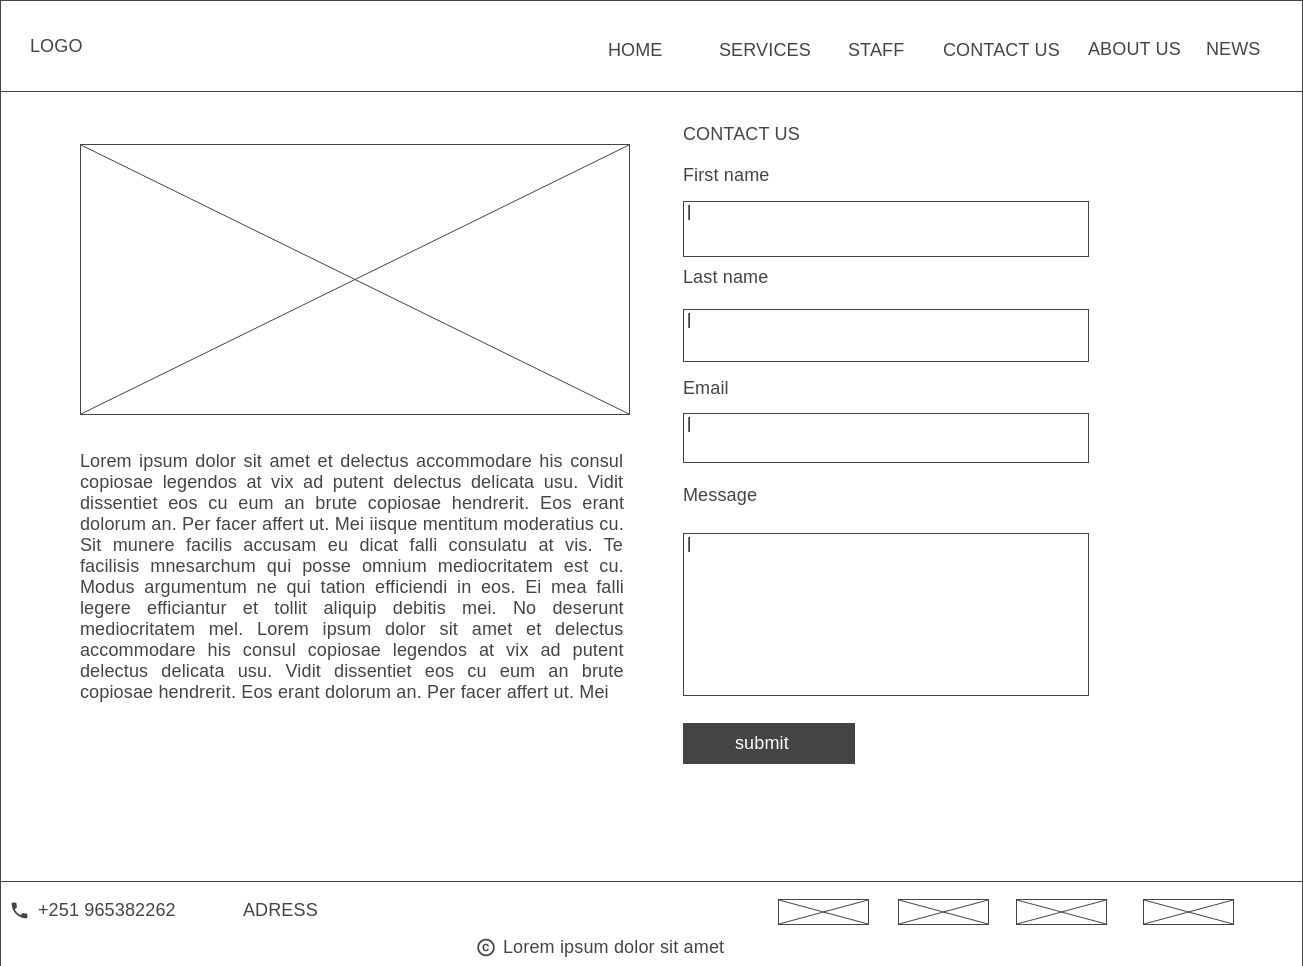 LOGO
HOME SERVICES STAFF CONTACT US ABOUT US NEWS
Lorem ipsum dolor sit amet et delectus accommodare his consul
copiosae legendos at vix ad putent delectus delicata usu. Vidit
dissentiet eos cu eum an brute copiosae hendrerit. Eos erant
dolorum an. Per facer affert ut. Mei iisque mentitum moderatius cu.
Sit munere facilis accusam eu dicat falli consulatu at vis. Te
facilisis mnesarchum qui posse omnium mediocritatem est cu.
Modus argumentum ne qui tation efficiendi in eos. Ei mea falli
legere efficiantur et tollit aliquip debitis mei. No deserunt
mediocritatem mel. Lorem ipsum dolor sit amet et delectus
accommodare his consul copiosae legendos at vix ad putent
delectus delicata usu. Vidit dissentiet eos cu eum an brute
copiosae hendrerit. Eos erant dolorum an. Per facer affert ut. Mei
CONTACT US
First name
Last name
Email
Message
submit
+251 965382262
ADRESS
© Lorem ipsum dolor sit amet